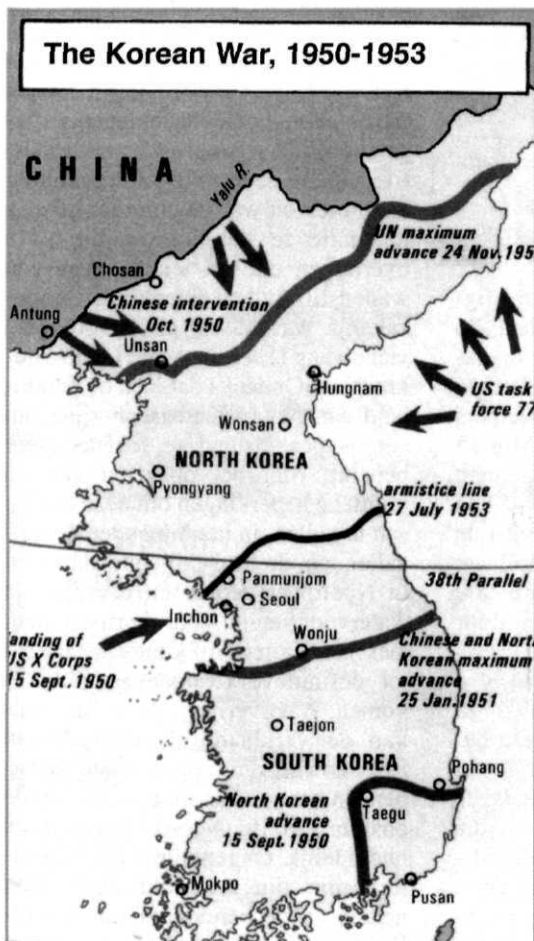 The Korean War, 1950-1953
CHINA
Yalu R.
UN maximum
advance 24 Nov. 195
Chosan
Chinese intervention
Oct. 1950
Antung
Unsan
Hungnam
US task
force 77
Wonsan
NORTH KOREA
Pyongyang
armistice line
27 July 1953
Panmunjom
38th Parallel
Seoul
Inchon
landing of
US X Corps
15 Sept. 1950
Wonju
Chinese and North
Korean maximum
advance
25 Jan. 1951
Taejon
SOUTH KOREA
Pohang
North Korean
advance
15 Sept. 1950
Taegu
Mokpo
Pusan